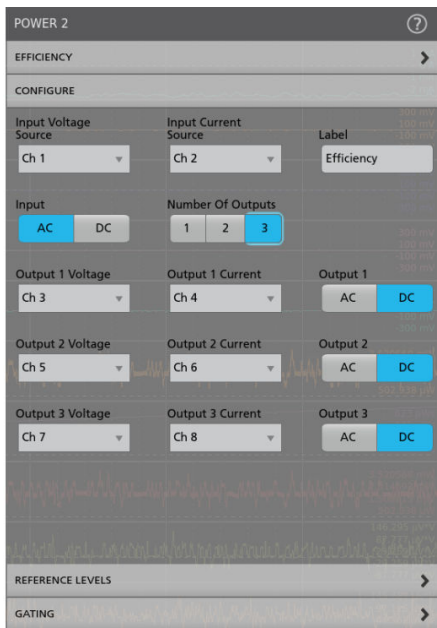 POWER 2
?
EFFICIENCY
CONFIGURE
Input Voltage Source
Input Current Source
Label
Ch 1
Ch 2
Efficiency
Input
Number Of Outputs
AC DC
1 2 3
Output 1 Voltage
Output 1 Current
Output 1
Ch 3
Ch 4
AC DC
Output 2 Voltage
Output 2 Current
Output 2
Ch 5
Ch 6
AC DC
Output 3 Voltage
Output 3 Current
Output 3
Ch 7
Ch 8
AC DC
REFERENCE LEVELS
GATING